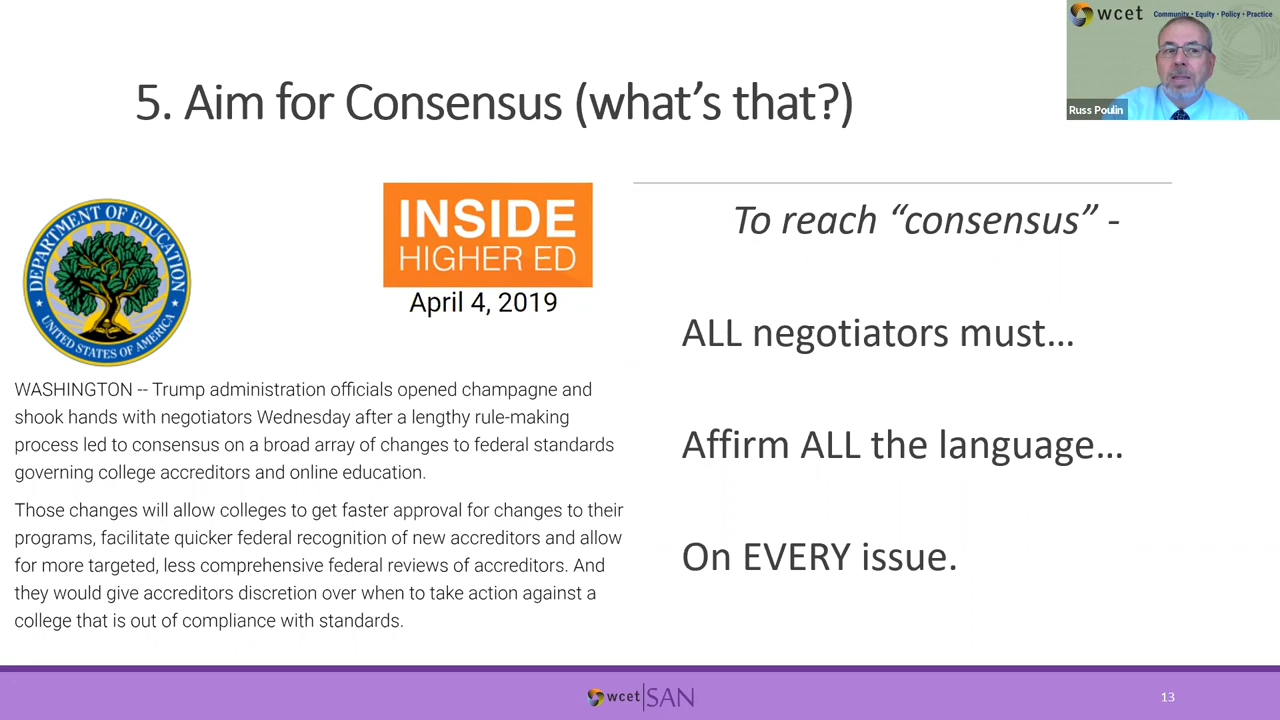 wcet Community • Equity • Policy • Practice
Russ Poulin
5. Aim for Consensus (what's that?)
DEPARTMENT OF EDUCATION
UNITED STATES OF AMERICA
INSIDE
HIGHER ED
April 4, 2019
WASHINGTON -- Trump administration officials opened champagne and
shook hands with negotiators Wednesday after a lengthy rule-making
process led to consensus on a broad array of changes to federal standards
governing college accreditors and online education.
Those changes will allow colleges to get faster approval for changes to their
programs, facilitate quicker federal recognition of new accreditors and allow
for more targeted, less comprehensive federal reviews of accreditors. And
they would give accreditors discretion over when to take action against a
college that is out of compliance with standards.
To reach “consensus” -
ALL negotiators must…
Affirm ALL the language…
On EVERY issue.
wcet SAN
13